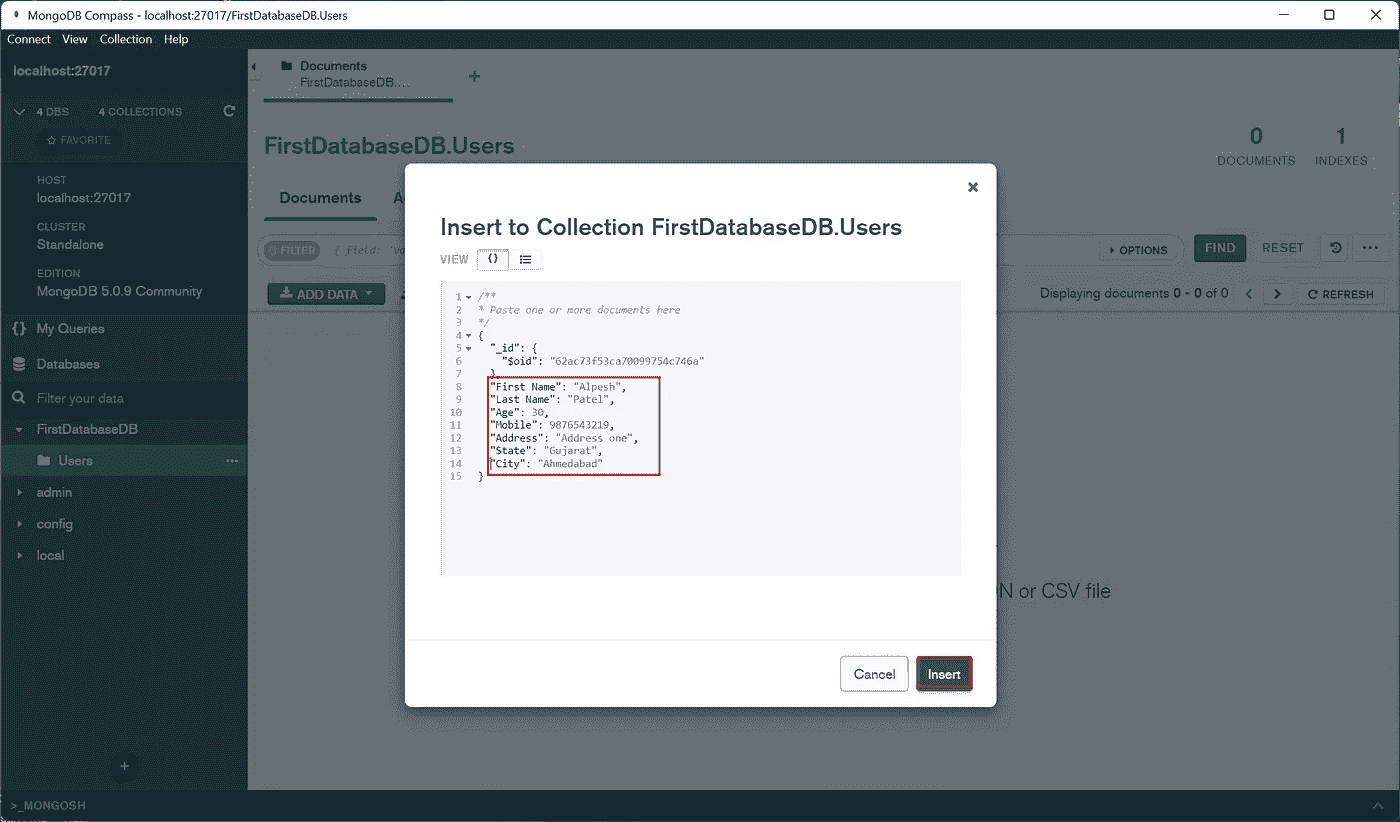 MongoDB Compass - localhost:27017/FirstDatabaseDB.Users
Connect View Collection Help
localhost:27017
4 DBS 4 COLLECTIONS
FAVORITE
HOST
localhost:27017
CLUSTER
Standalone
EDITION
MongoDB 5.0.9 Community
{} My Queries
Databases
Filter your data
FirstDatabaseDB
Users
admin
config
local
+
>_MONGOSH
Documents
FirstDatabaseDB....
+
FirstDatabaseDB.Users
0
DOCUMENTS
1
INDEXES
Documents A
FILTER { field: 'va
OPTIONS
FIND
RESET
ADD DATA
Displaying documents 0 - 0 of 0
REFRESH
N or CSV file
Insert to Collection FirstDatabaseDB.Users
VIEW {}
1 /**
2 * Paste one or more documents here
3 */
4 {
5 "_id": {
6 "$oid": "62ac73f53ca70099754c746a"
7 },
8 "First Name": "Alpesh",
9 "Last Name": "Patel",
10 "Age": 30,
11 "Mobile": 9876543219,
12 "Address": "Address one",
13 "State": "Gujarat",
14 "City": "Ahmedabad"
15 }
Cancel
Insert